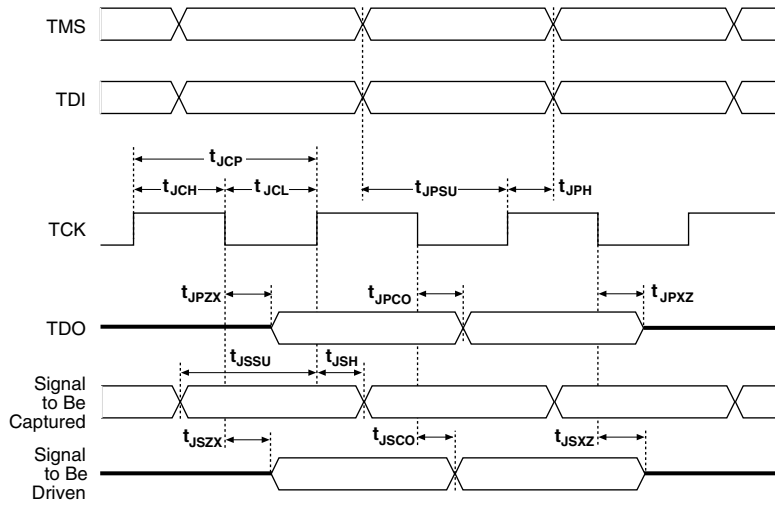 TMS
TDI
tJCP
tJCH tJCL tJPSU tJPH
TCK
tJPZX tJPCO tJPXZ
TDO
tJSSU tJSH
Signal
to Be
Captured
tJSZX tJSCO tJSXZ
Signal
to Be
Driven